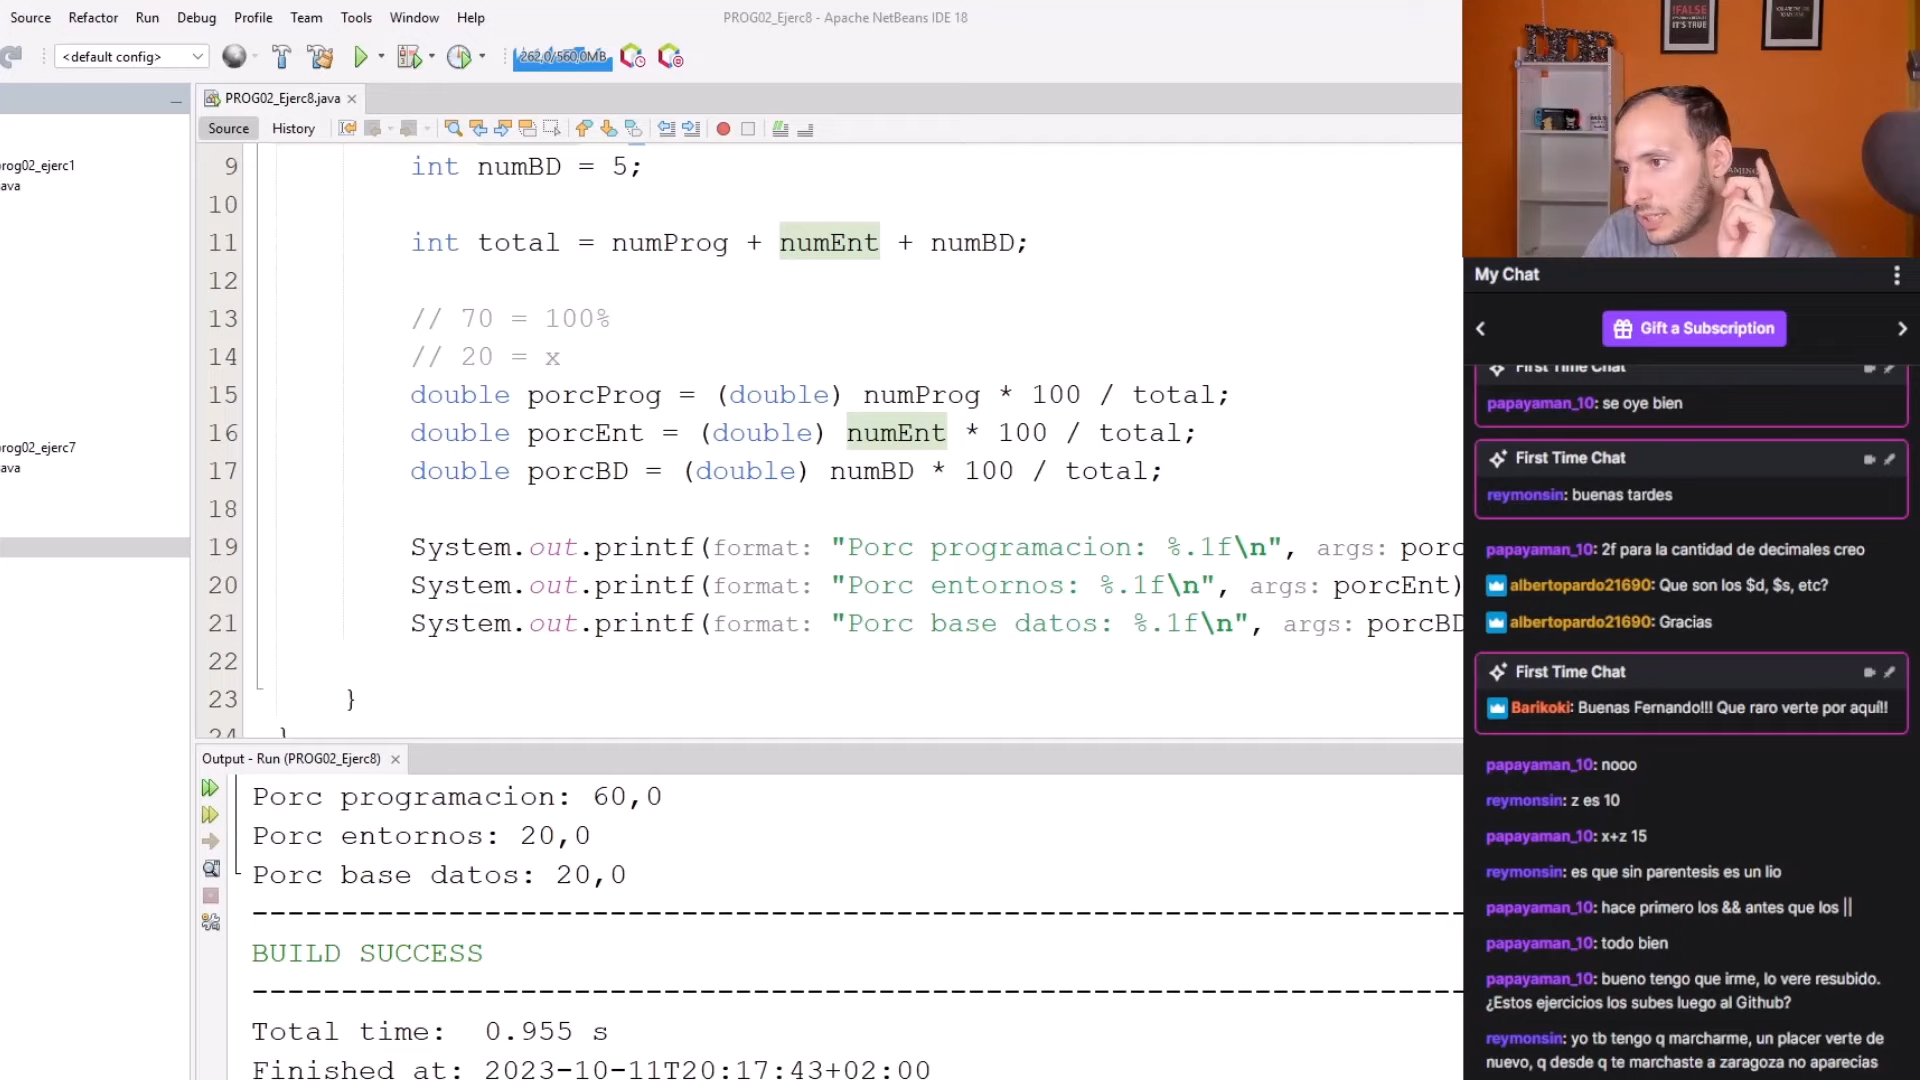 Source Refactor Run Debug Profile Team Tools Window Help
PROG02_Ejerc8 - Apache NetBeans IDE 18
<default config>
262,0/560,0MB
PROG02_Ejerc8.java
Source History
rog02_ejerc1
ava
rog02_ejerc7
ava
9 int numBD = 5;
10
11 int total = numProg + numEnt + numBD;
12
13 // 70 = 100%
14 // 20 = x
15 double porcProg = (double) numProg * 100 / total;
16 double porcEnt = (double) numEnt * 100 / total;
17 double porcBD = (double) numBD * 100 / total;
18
19 System.out.printf(format: "Porc programacion: %.1f\n", args: porc
20 System.out.printf(format: "Porc entornos: %.1f\n", args: porcEnt)
21 System.out.printf(format: "Porc base datos: %.1f\n", args: porcBD
22
23 }
24 }
Output - Run (PROG02_Ejerc8)
Porc programacion: 60,0
Porc entornos: 20,0
Porc base datos: 20,0
------------------------------------------------------------------------
BUILD SUCCESS
------------------------------------------------------------------------
Total time: 0.955 s
Finished at: 2023-10-11T20:17:43+02:00
!FALSE
IT'S TRUE
My Chat
Gift a Subscription
First Time Chat
papayaman_10: se oye bien
First Time Chat
reymonsin: buenas tardes
papayaman_10: 2f para la cantidad de decimales creo
albertopardo21690: Que son los $d, $s, etc?
albertopardo21690: Gracias
First Time Chat
Barikoki: Buenas Fernando!!! Que raro verte por aquí!!
papayaman_10: nooo
reymonsin: z es 10
papayaman_10: x+z 15
reymonsin: es que sin parentesis es un lio
papayaman_10: hace primero los && antes que los ||
papayaman_10: todo bien
papayaman_10: bueno tengo que irme, lo vere resubido.
¿Estos ejercicios los subes luego al Github?
reymonsin: yo tb tengo q marcharme, un placer verte de
nuevo, q desde q te marchaste a zaragoza no aparecias